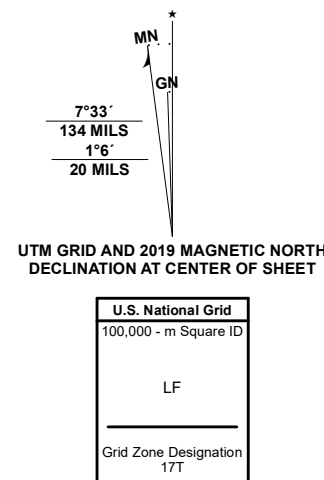 ★
MN
GN
7°33´
134 MILS
1°6´
20 MILS
UTM GRID AND 2019 MAGNETIC NORTH
DECLINATION AT CENTER OF SHEET
U.S. National Grid
100,000 - m Square ID
LF
Grid Zone Designation
17T